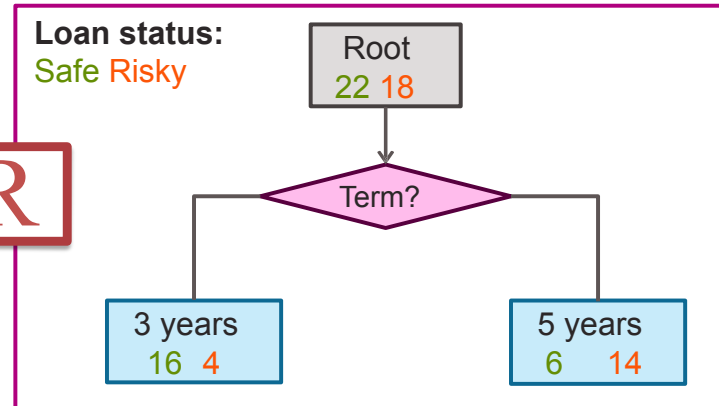 Loan status:
Safe Risky
Root
22 18
R
Term?
3 years
16 4
5 years
6 14